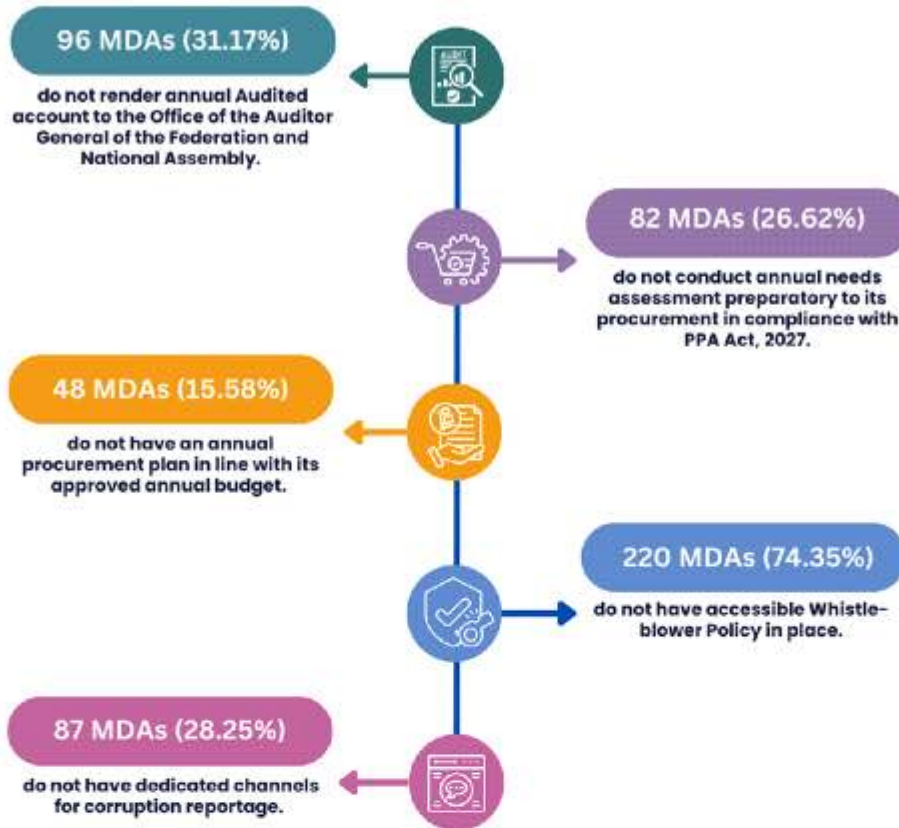 96 MDAs (31.17%)
do not render annual Audited
account to the Office of the Auditor
General of the Federation and
National Assembly.
AUDIT
82 MDAs (26.62%)
do not conduct annual needs
assessment preparatory to its
procurement in compliance with
PPA Act, 2027.
48 MDAs (15.58%)
do not have an annual
procurement plan in line with its
approved annual budget.
220 MDAs (74.35%)
do not have accessible Whistle-
blower Policy in place.
87 MDAs (28.25%)
do not have dedicated channels
for corruption reportage.